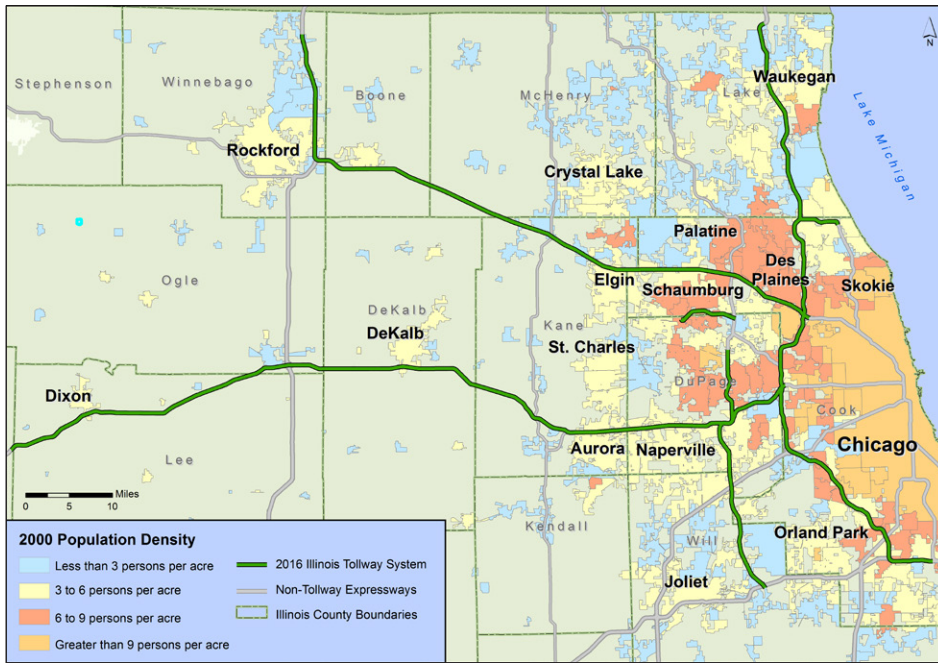 Stephenson
Winnebago
Boone
McHenry
Lake
Waukegan
N
Lake Michigan
Rockford
Crystal Lake
Palatine
Des
Plaines
Skokie
Elgin
Schaumburg
Ogle
DeKalb
DeKalb
Kane
St. Charles
DuPage
Cook
Dixon
Chicago
Aurora
Naperville
Lee
Miles
0 5 10
Kendall
Will
Orland Park
Joliet
2000 Population Density
Less than 3 persons per acre
3 to 6 persons per acre
6 to 9 persons per acre
Greater than 9 persons per acre
2016 Illinois Tollway System
Non-Tollway Expressways
Illinois County Boundaries